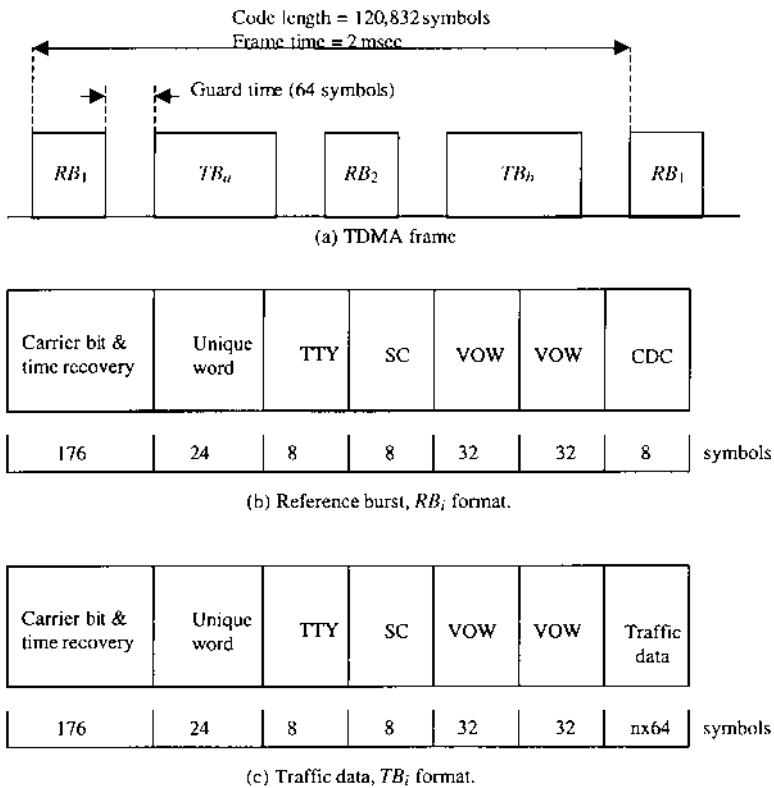 Code length = 120,832 symbols
Frame time = 2 msec
Guard time (64 symbols)
RB1 TBa RB2 TBb RB1
(a) TDMA frame
Carrier bit & time recovery Unique word TTY SC VOW VOW CDC
176 24 8 8 32 32 8 symbols
(b) Reference burst, RBi format.
Carrier bit & time recovery Unique word TTY SC VOW VOW Traffic data
176 24 8 8 32 32 nx64 symbols
(c) Traffic data, TBi format.